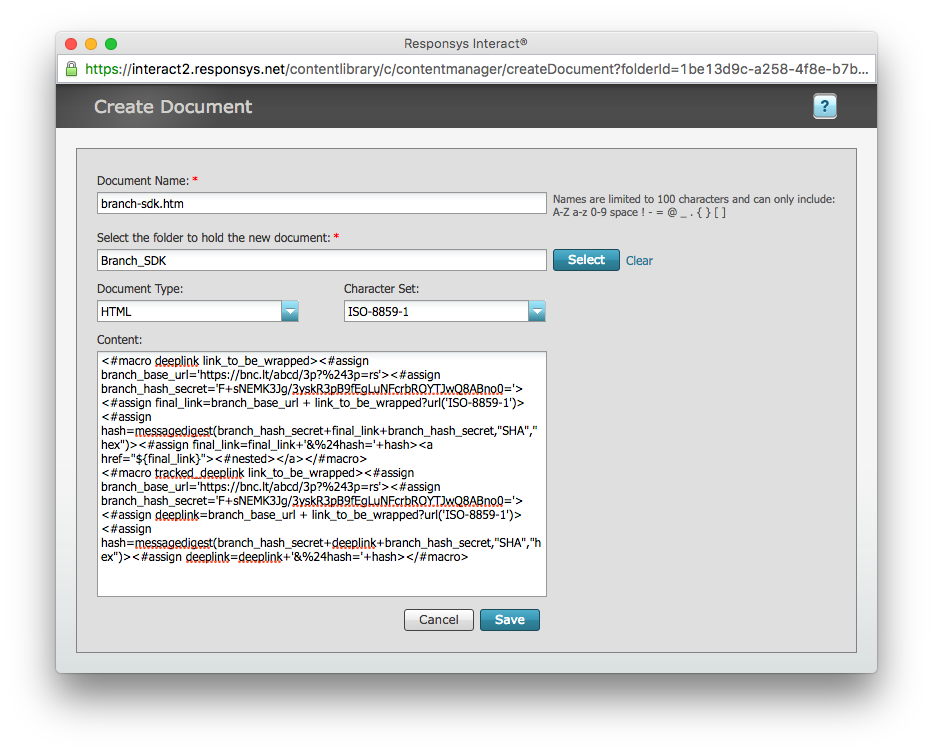 Responsys Interact®
https://interact2.responsys.net/contentlibrary/c/contentmanager/createDocument?folderId=1be13d9c-a258-4f8e-b7b...
Create Document
?
Document Name: *
branch-sdk.htm
Names are limited to 100 characters and can only include:
A-Z a-z 0-9 space ! - = @ _ . { } [ ]
Select the folder to hold the new document: *
Branch_SDK
Select
Clear
Document Type:
Character Set:
HTML
ISO-8859-1
Content:
<#macro deeplink link_to_be_wrapped><#assign
branch_base_url='https://bnc.lt/abcd/3p?%243p=rs'><#assign
branch_hash_secret='F+sNEMK3Jg/3yskR3pB9fEgLuNFcrbROYTJwQ8ABno0='>
<#assign final_link=branch_base_url + link_to_be_wrapped?url('ISO-8859-1')>
<#assign
hash=messagedigest(branch_hash_secret+final_link+branch_hash_secret,"SHA","
hex")><#assign final_link=final_link+'&%24hash='+hash><a
href="${final_link}"><#nested></a></#macro>
<#macro tracked_deeplink link_to_be_wrapped><#assign
branch_base_url='https://bnc.lt/abcd/3p?%243p=rs'><#assign
branch_hash_secret='F+sNEMK3Jg/3yskR3pB9fEgLuNFcrbROYTJwQ8ABno0='>
<#assign deeplink=branch_base_url + link_to_be_wrapped?url('ISO-8859-1')>
<#assign
hash=messagedigest(branch_hash_secret+deeplink+branch_hash_secret,"SHA","h
ex")><#assign deeplink=deeplink+'&%24hash='+hash></#macro>
Cancel
Save